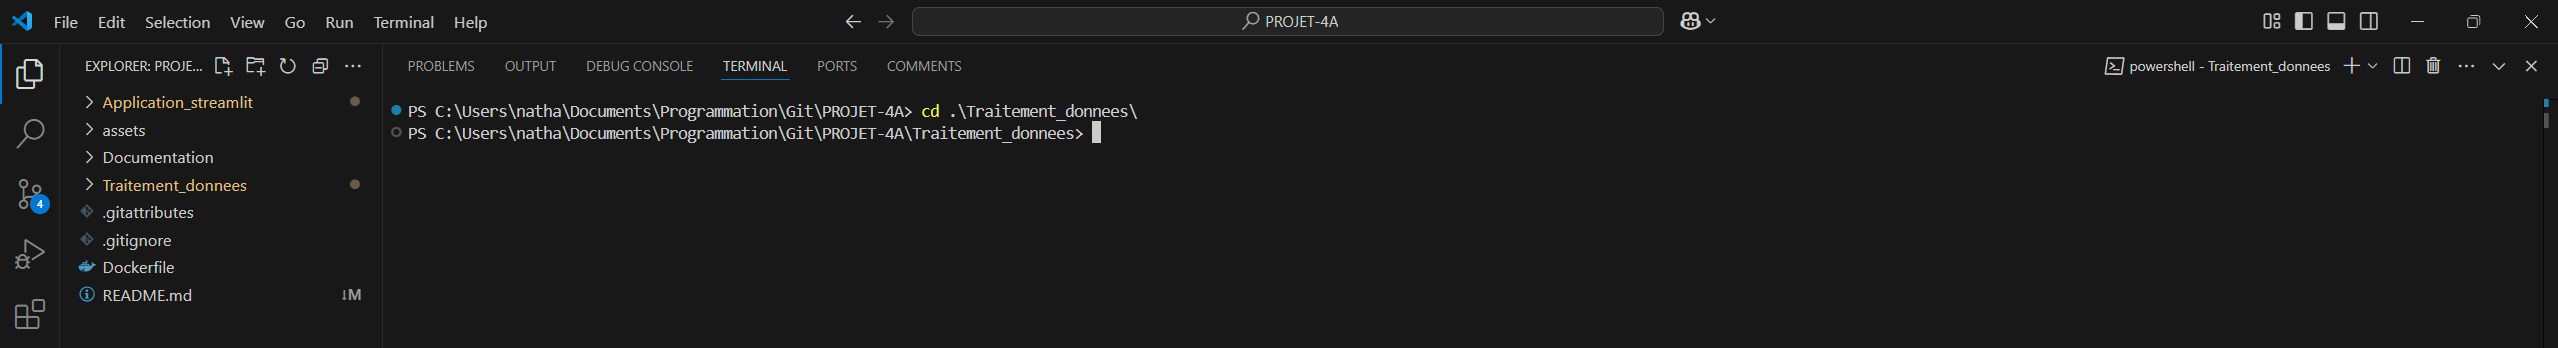 File Edit Selection View Go Run Terminal Help
PROJET-4A
EXPLORER: PROJE...
Application_streamlit
assets
Documentation
Traitement_donnees
.gitattributes
.gitignore
Dockerfile
README.md
↓M
4
PROBLEMS OUTPUT DEBUG CONSOLE TERMINAL PORTS COMMENTS
powershell - Traitement_donnees
PS C:\Users\natha\Documents\Programmation\Git\PROJET-4A> cd .\Traitement_donnees\
PS C:\Users\natha\Documents\Programmation\Git\PROJET-4A\Traitement_donnees>